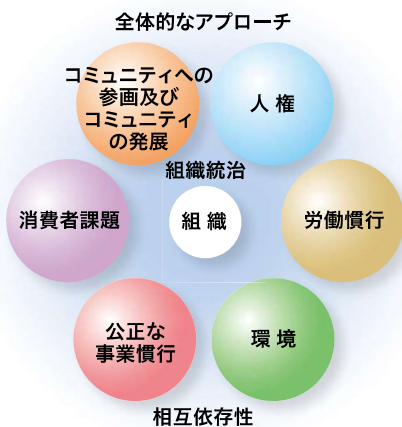 全体的なアプローチ
コミュニティへの
参画及び
コミュニティ
の発展
人権
組織統治
消費者課題
組織
労働慣行
公正な
事業慣行
環境
相互依存性